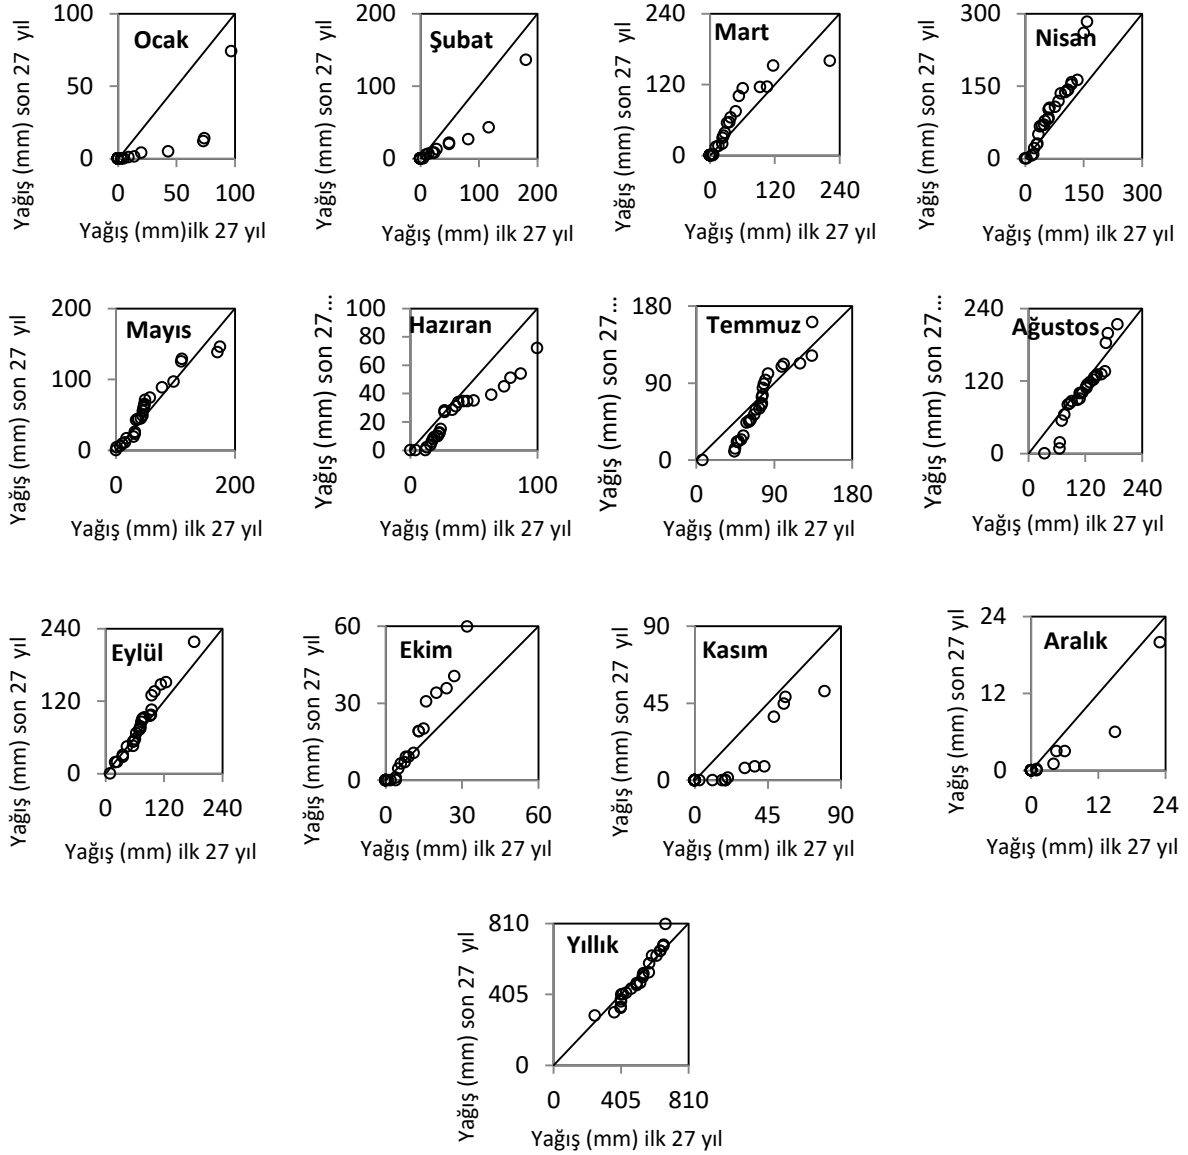 Yağış (mm) son 27 yıl
100
50
0
Ocak
0 50 100
Yağış (mm)ilk 27 yıl
Yağış (mm) son 27 yıl
200
100
0
Şubat
0 100 200
Yağış (mm) ilk 27 yıl
Yağış (mm) son 27 yıl
240
120
0
Mart
0 120 240
Yağış (mm) ilk 27 yıl
Yağış (mm) son 27 yıl
300
150
0
Nisan
0 150 300
Yağış (mm) ilk 27 yıl
Yağış (mm) son 27 yıl
200
100
0
Mayıs
0 200
Yağış (mm) ilk 27 yıl
Yağış (mm) son 27...
100
80
60
40
20
0
Hazıran
0 100
Yağış (mm) ilk 27 yıl
Yağış (mm) son 27...
180
90
0
Temmuz
0 90 180
Yağış (mm) ilk 27 yıl
Yağış (mm) son 27...
240
120
0
Ağustos
0 120 240
Yağış (mm) ilk 27 yıl
Yağış (mm) son 27 yıl
240
120
0
Eylül
0 120 240
Yağış (mm) ilk 27 yıl
Yağış (mm) son 27 yıl
60
30
0
Ekim
0 30 60
Yağış (mm) ilk 27 yıl
Yağış (mm) son 27 yıl
90
45
0
Kasım
0 45 90
Yağış (mm) ilk 27 yıl
Yağış (mm) son 27 yıl
24
12
0
Aralık
0 12 24
Yağış (mm) ilk 27 yıl
Yağış (mm) son 27 yıl
810
405
0
Yıllık
0 405 810
Yağış (mm) ilk 27 yıl